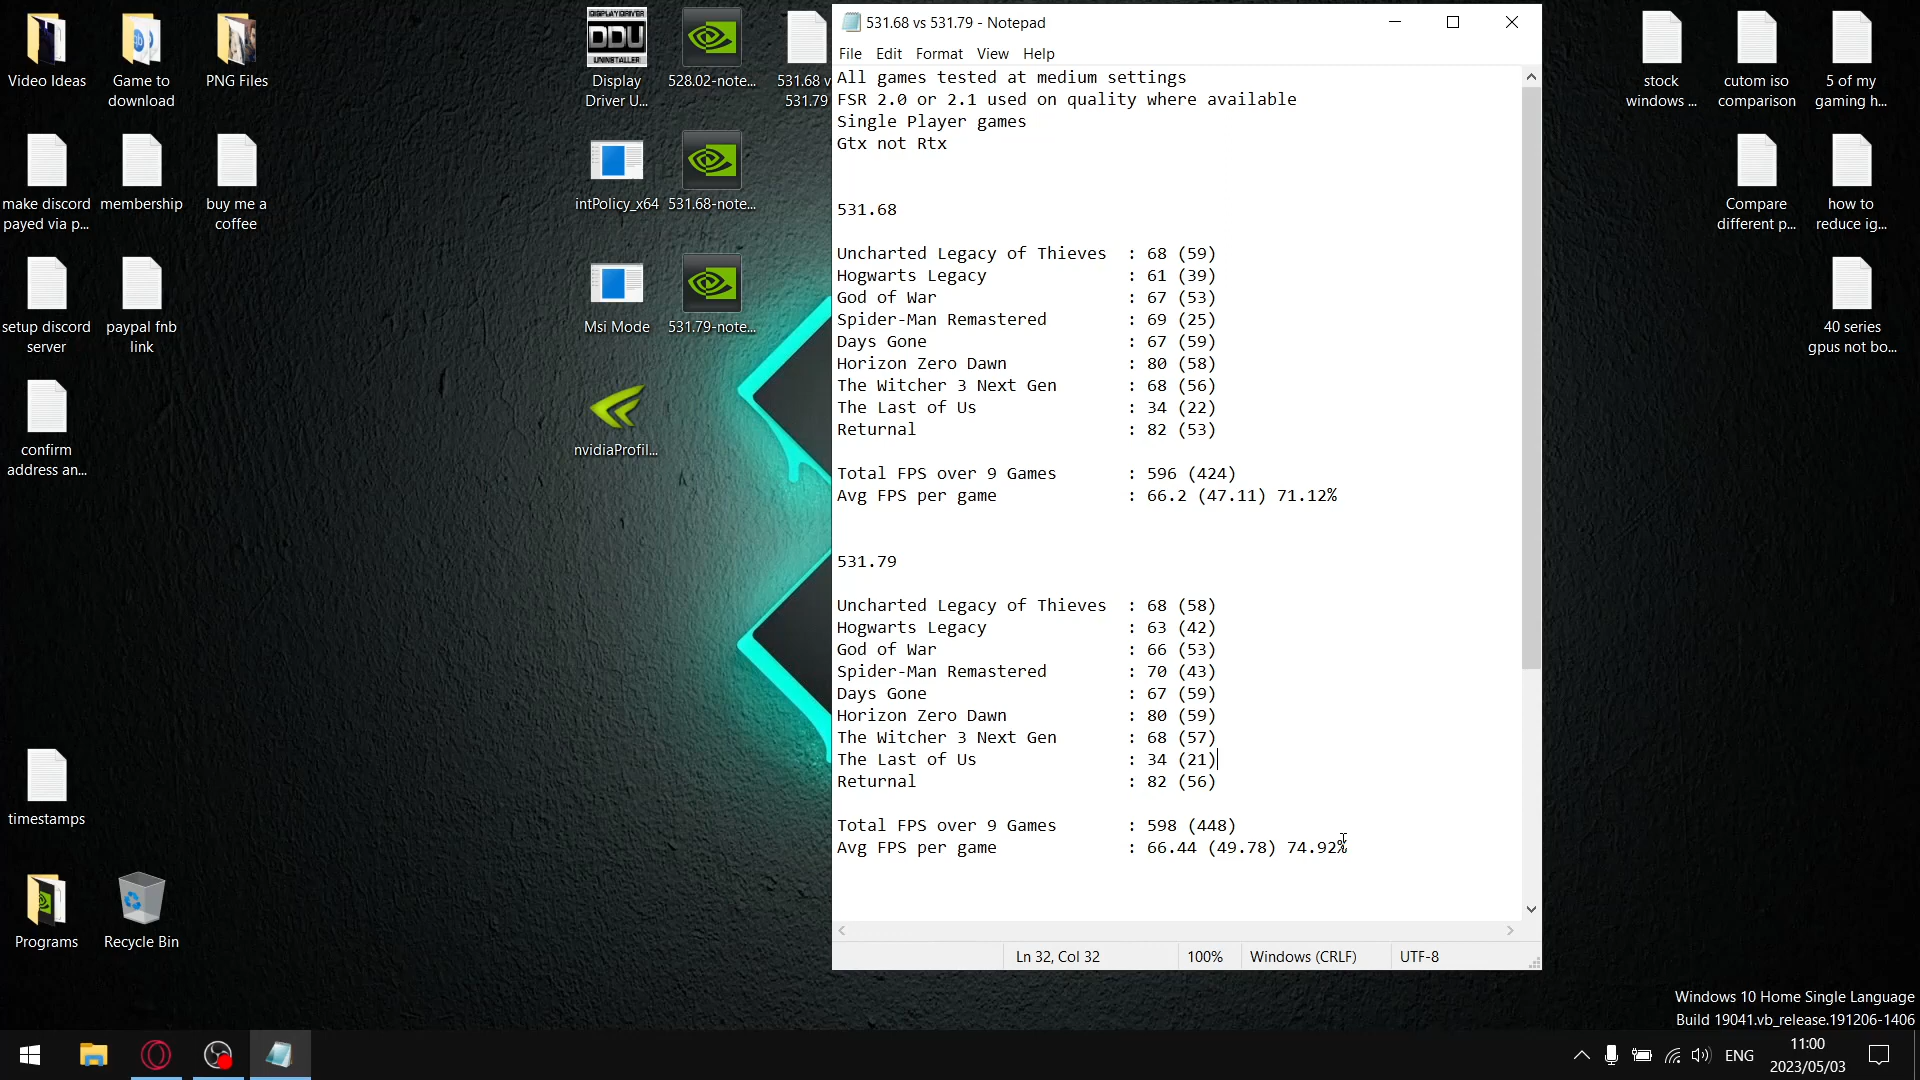 Video Ideas
Game to
download
PNG Files
make discord
payed via p...
membership
buy me a
coffee
setup discord
server
paypal fnb
link
confirm
address an...
timestamps
Programs
Recycle Bin
DISPLAY DRIVER
DDU
UNINSTALLER
Display
Driver U...
528.02-note...
531.68 v
531.79
intPolicy_x64
531.68-note...
Msi Mode
531.79-note...
nvidiaProfil...
531.68 vs 531.79 - Notepad
File Edit Format View Help
All games tested at medium settings
FSR 2.0 or 2.1 used on quality where available
Single Player games
Gtx not Rtx
531.68
Uncharted Legacy of Thieves : 68 (59)
Hogwarts Legacy : 61 (39)
God of War : 67 (53)
Spider-Man Remastered : 69 (25)
Days Gone : 67 (59)
Horizon Zero Dawn : 80 (58)
The Witcher 3 Next Gen : 68 (56)
The Last of Us : 34 (22)
Returnal : 82 (53)
Total FPS over 9 Games : 596 (424)
Avg FPS per game : 66.2 (47.11) 71.12%
531.79
Uncharted Legacy of Thieves : 68 (58)
Hogwarts Legacy : 63 (42)
God of War : 66 (53)
Spider-Man Remastered : 70 (43)
Days Gone : 67 (59)
Horizon Zero Dawn : 80 (59)
The Witcher 3 Next Gen : 68 (57)
The Last of Us : 34 (21)
Returnal : 82 (56)
Total FPS over 9 Games : 598 (448)
Avg FPS per game : 66.44 (49.78) 74.92%
Ln 32, Col 32 100% Windows (CRLF) UTF-8
stock
windows ...
cutom iso
comparison
5 of my
gaming h...
Compare
different p...
how to
reduce ig...
40 series
gpus not bo...
Windows 10 Home Single Language
Build 19041.vb_release.191206-1406
ENG
11:00
2023/05/03